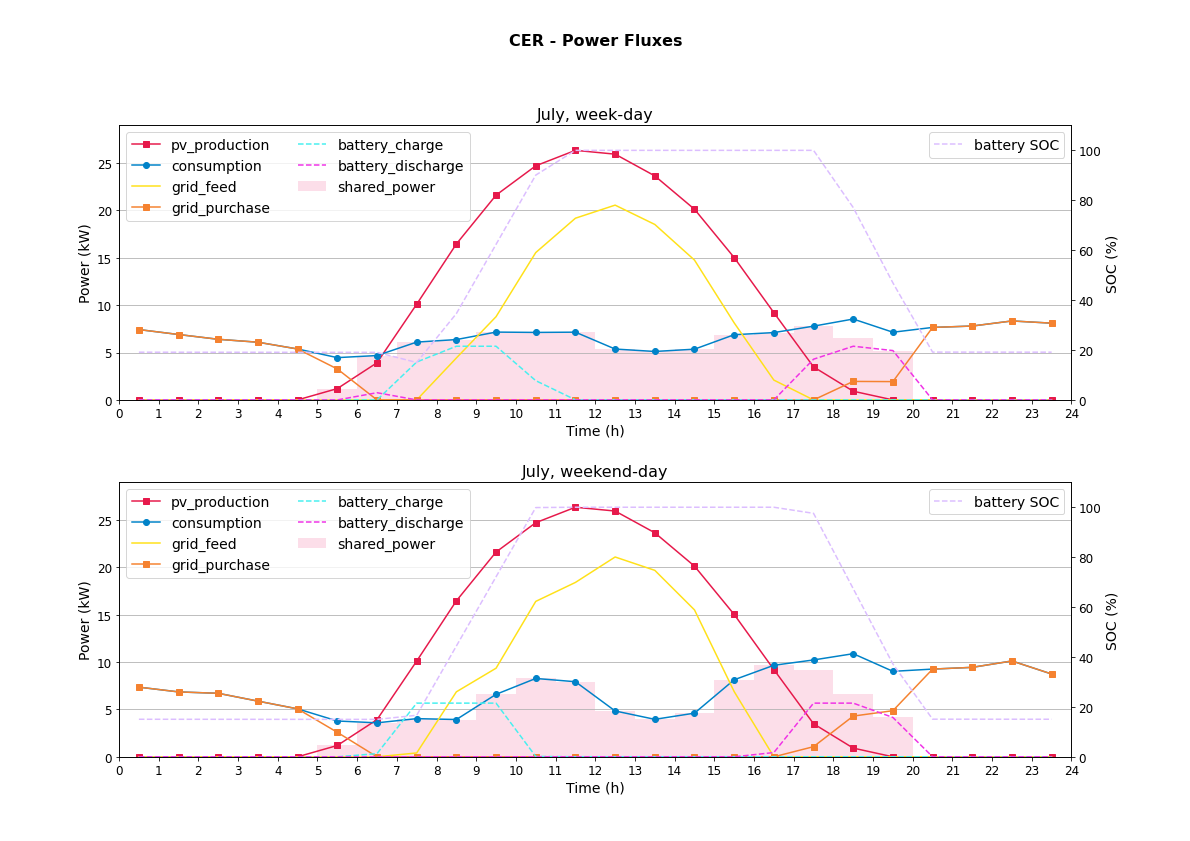 CER - Power Fluxes
July, week-day
pv_production
consumption
grid_feed
grid_purchase
battery_charge
battery_discharge
shared_power
battery SOC
Power (kW)
0
5
10
15
20
25
SOC (%)
0
20
40
60
80
100
0 1 2 3 4 5 6 7 8 9 10 11 12 13 14 15 16 17 18 19 20 21 22 23 24
Time (h)
July, weekend-day
pv_production
consumption
grid_feed
grid_purchase
battery_charge
battery_discharge
shared_power
battery SOC
Power (kW)
0
5
10
15
20
25
SOC (%)
0
20
40
60
80
100
0 1 2 3 4 5 6 7 8 9 10 11 12 13 14 15 16 17 18 19 20 21 22 23 24
Time (h)